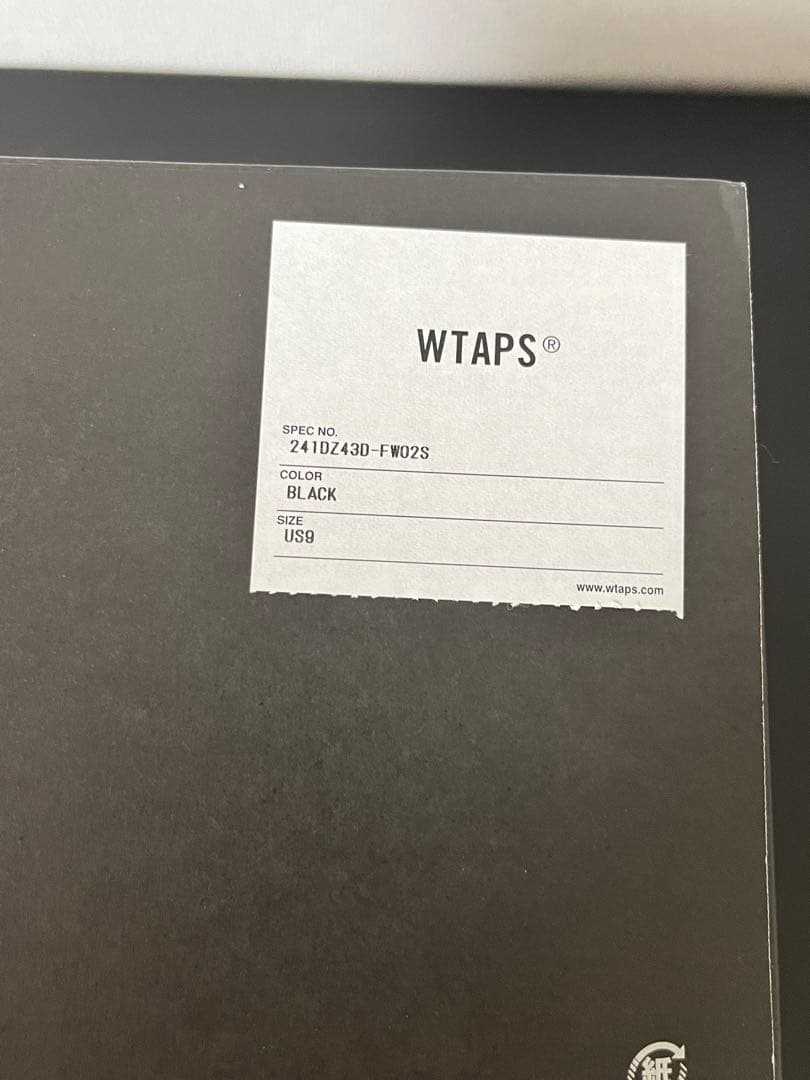 WTAPS®
SPEC NO.
241DZ43D-FW02S
COLOR
BLACK
SIZE
US9
www.wtaps.com
紙